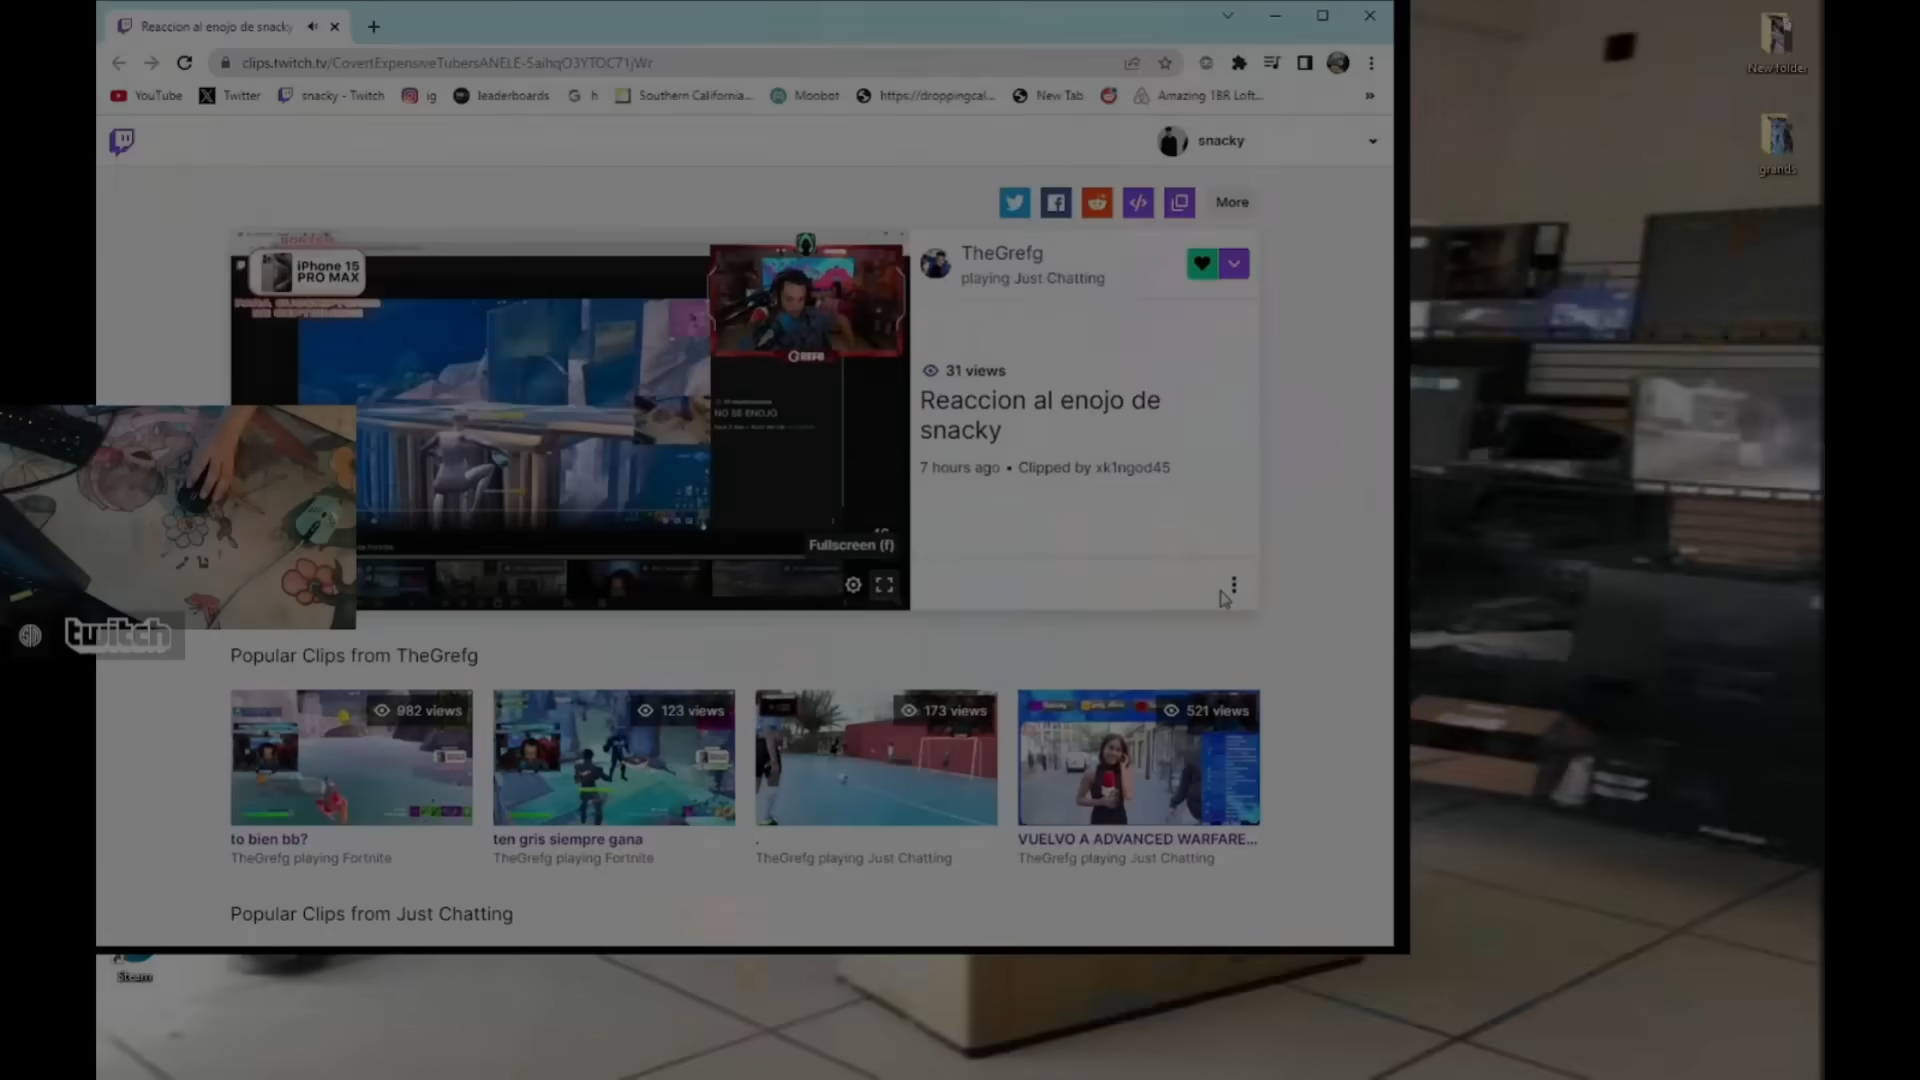 Reaccion al enojo de snacky
clips.twitch.tv/CovertExpensiveTubersANELE-SaihqO3YTOC71jWr
YouTube
Twitter
snacky - Twitch
ig
leaderboards
h
Southern California...
Moobot
https://droppingcal...
New Tab
Amazing 1BR Loft...
»
New folder
grands
snacky
More
iPhone 15
PRO MAX
GREFG
NO SE ENOJO
Fullscreen (f)
TheGrefg
playing Just Chatting
31 views
Reaccion al enojo de
snacky
7 hours ago • Clipped by xk1ngod45
twitch
Popular Clips from TheGrefg
982 views
123 views
173 views
521 views
to bien bb?
TheGrefg playing Fortnite
ten gris siempre gana
TheGrefg playing Fortnite
.
TheGrefg playing Just Chatting
VUELVO A ADVANCED WARFARE...
TheGrefg playing Just Chatting
Popular Clips from Just Chatting
Steam